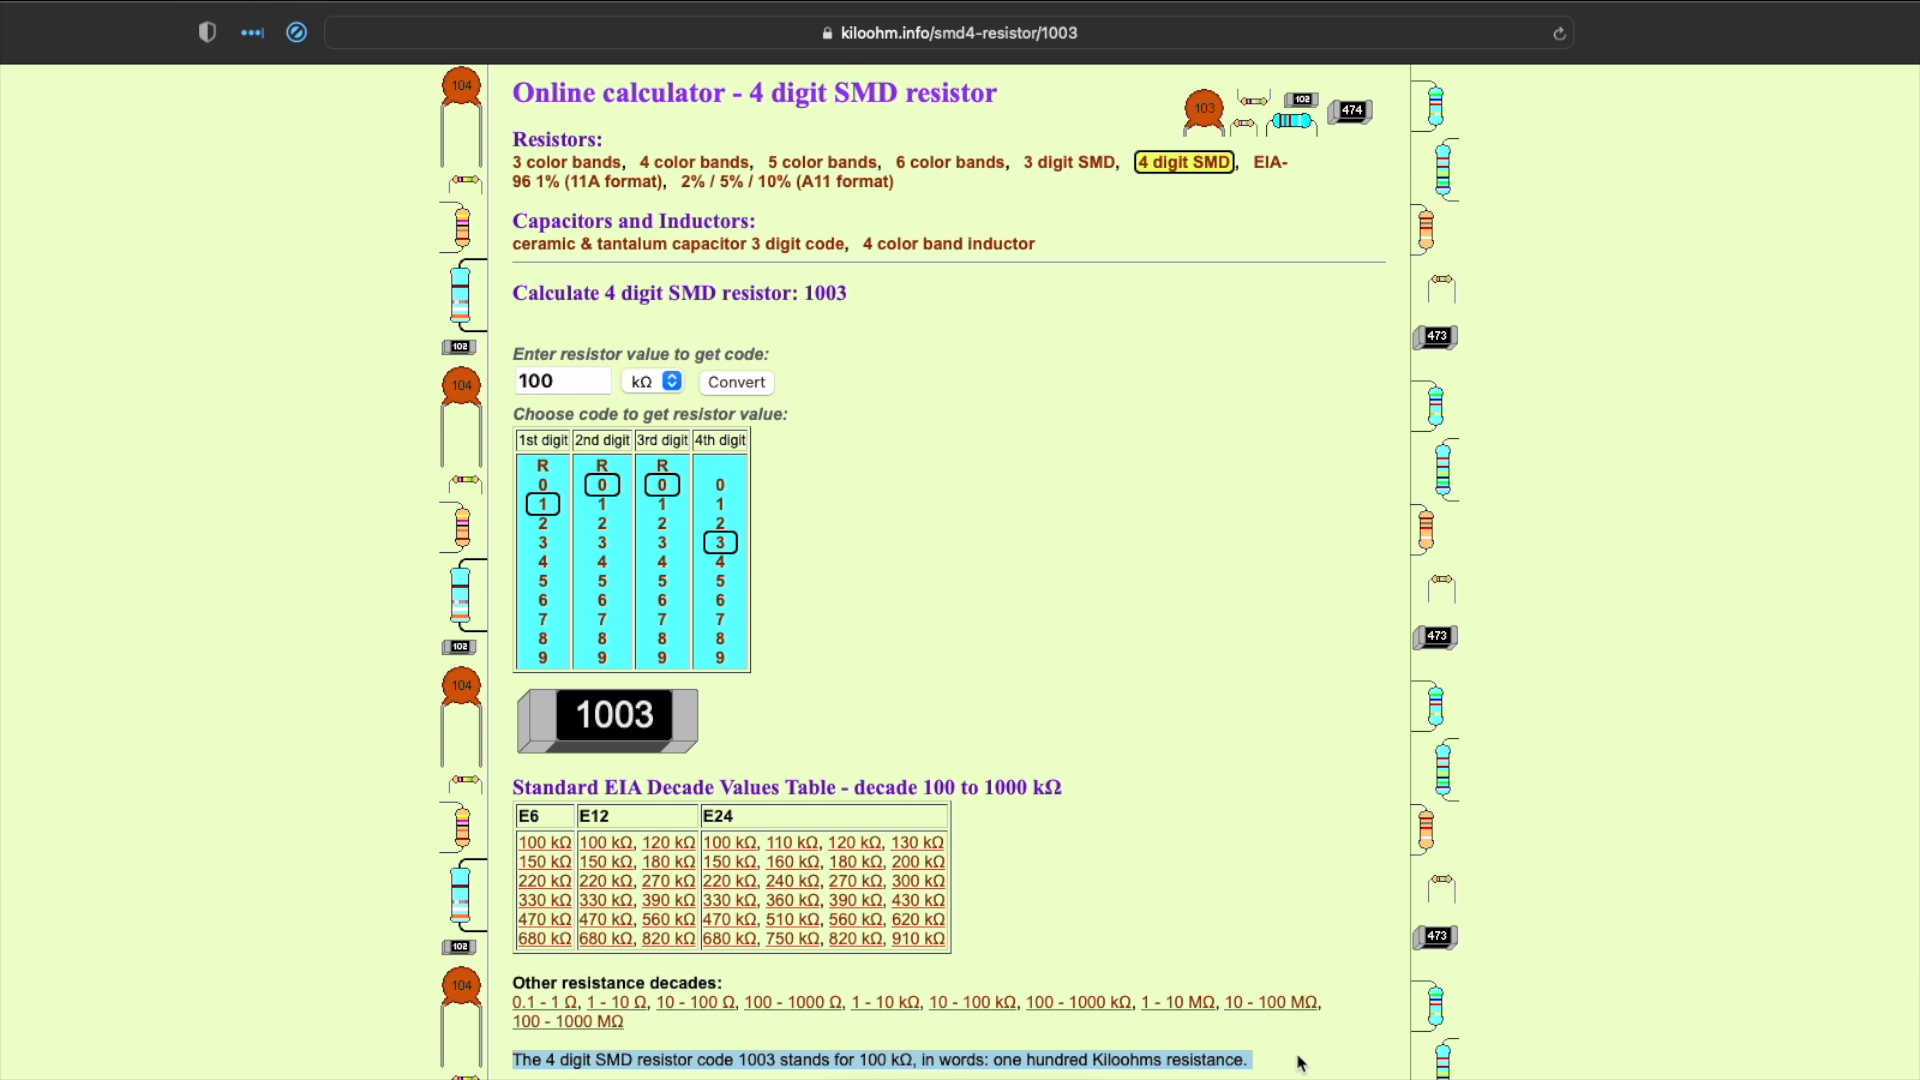 kiloohm.info/smd4-resistor/1003
Online calculator - 4 digit SMD resistor
103
102
474
Resistors:
3 color bands, 4 color bands, 5 color bands, 6 color bands, 3 digit SMD, 4 digit SMD, EIA-
96 1% (11A format), 2% / 5% / 10% (A11 format)
Capacitors and Inductors:
ceramic & tantalum capacitor 3 digit code, 4 color band inductor
Calculate 4 digit SMD resistor: 1003
Enter resistor value to get code:
100 kΩ Convert
Choose code to get resistor value:
1st digit 2nd digit 3rd digit 4th digit
R R R
0 0 0 0
1 1 1 1
2 2 2 2
3 3 3 3
4 4 4 4
5 5 5 5
6 6 6 6
7 7 7 7
8 8 8 8
9 9 9 9
1003
Standard EIA Decade Values Table - decade 100 to 1000 kΩ
E6 E12 E24
100 kΩ 100 kΩ, 120 kΩ 100 kΩ, 110 kΩ, 120 kΩ, 130 kΩ
150 kΩ 150 kΩ, 180 kΩ 150 kΩ, 160 kΩ, 180 kΩ, 200 kΩ
220 kΩ 220 kΩ, 270 kΩ 220 kΩ, 240 kΩ, 270 kΩ, 300 kΩ
330 kΩ 330 kΩ, 390 kΩ 330 kΩ, 360 kΩ, 390 kΩ, 430 kΩ
470 kΩ 470 kΩ, 560 kΩ 470 kΩ, 510 kΩ, 560 kΩ, 620 kΩ
680 kΩ 680 kΩ, 820 kΩ 680 kΩ, 750 kΩ, 820 kΩ, 910 kΩ
Other resistance decades:
0.1 - 1 Ω, 1 - 10 Ω, 10 - 100 Ω, 100 - 1000 Ω, 1 - 10 kΩ, 10 - 100 kΩ, 100 - 1000 kΩ, 1 - 10 MΩ, 10 - 100 MΩ,
100 - 1000 MΩ
The 4 digit SMD resistor code 1003 stands for 100 kΩ, in words: one hundred Kiloohms resistance.
104
102
104
102
104
102
104
473
473
473